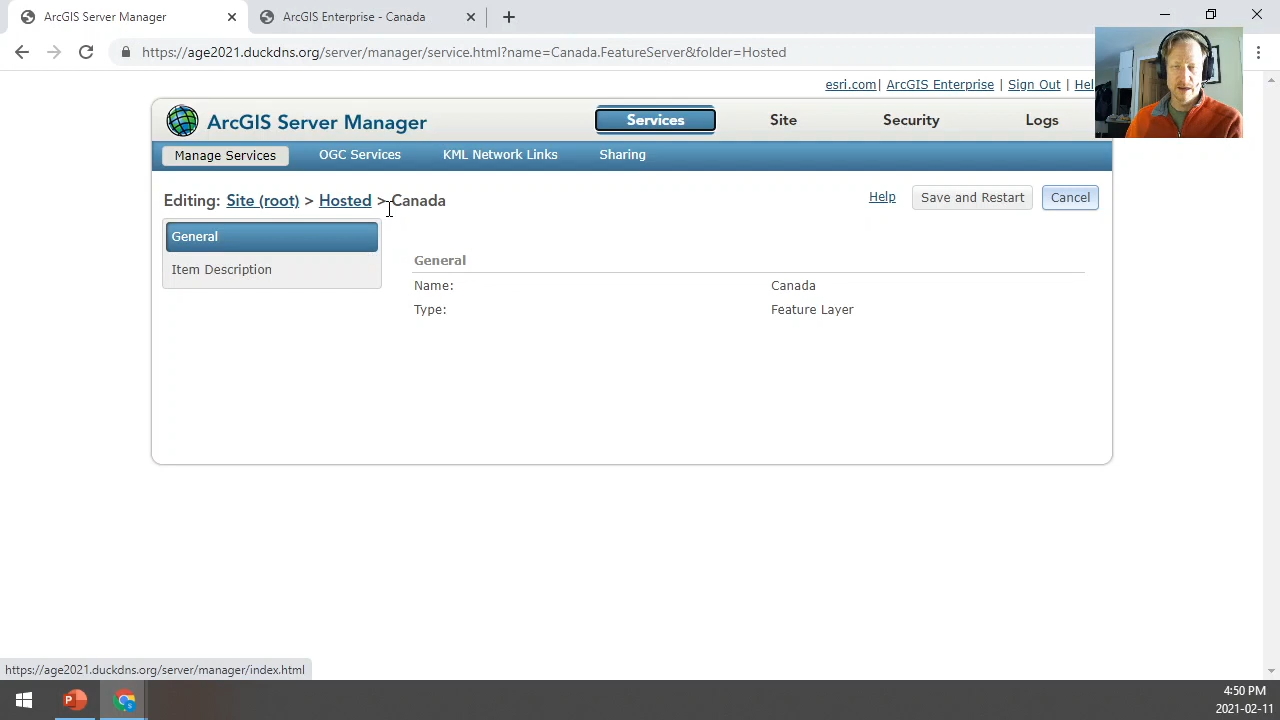 ArcGIS Server Manager
ArcGIS Enterprise - Canada
https://age2021.duckdns.org/server/manager/service.html?name=Canada.FeatureServer&folder=Hosted
esri.com| ArcGIS Enterprise | Sign Out | Hel
ArcGIS Server Manager
Services
Site
Security
Logs
Manage Services
OGC Services
KML Network Links
Sharing
Editing: Site (root) > Hosted > Canada
Help
Save and Restart
Cancel
General
Item Description
General
Name: Canada
Type: Feature Layer
https://age2021.duckdns.org/server/manager/index.html
4:50 PM
2021-02-11